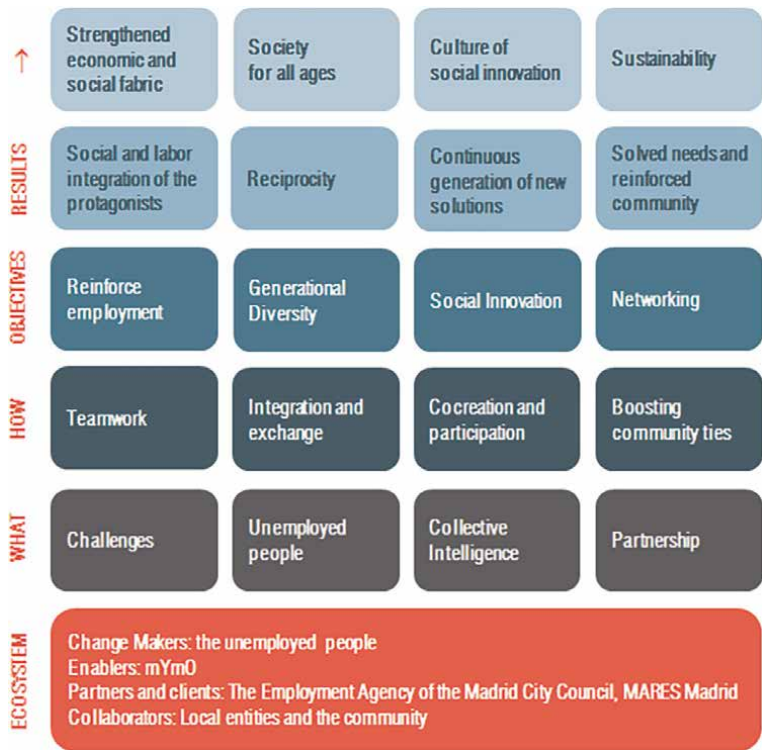 →
Strengthened
economic and
social fabric
Society
for all ages
Culture of
social innovation
Sustainability
RESULTS
Social and labor
integration of the
protagonists
Reciprocity
Continuous
generation of new
solutions
Solved needs and
reinforced
community
OBJECTIVES
Reinforce
employment
Generational
Diversity
Social Innovation
Networking
HOW
Teamwork
Integration and
exchange
Cocreation and
participation
Boosting
community ties
WHAT
Challenges
Unemployed
people
Collective
Intelligence
Partnership
ECOSYSTEM
Change Makers: the unemployed people
Enablers: mYmO
Partners and clients: The Employment Agency of the Madrid City Council, MARES Madrid
Collaborators: Local entities and the community